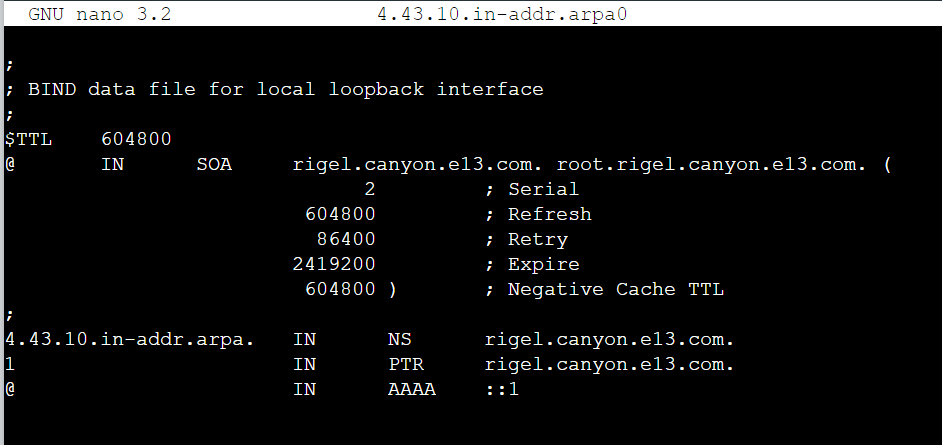 GNU nano 3.2 4.43.10.in-addr.arpa0
;
; BIND data file for local loopback interface
;
$TTL 604800
@ IN SOA rigel.canyon.e13.com. root.rigel.canyon.e13.com. (
2 ; Serial
604800 ; Refresh
86400 ; Retry
2419200 ; Expire
604800 ) ; Negative Cache TTL
;
4.43.10.in-addr.arpa. IN NS rigel.canyon.e13.com.
1 IN PTR rigel.canyon.e13.com.
@ IN AAAA ::1